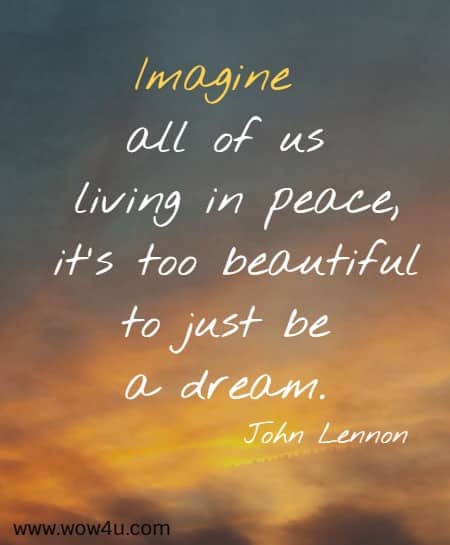 Imagine
all of us
living in peace,
it's too beautiful
to just be
a dream.
John Lennon
www.wow4u.com